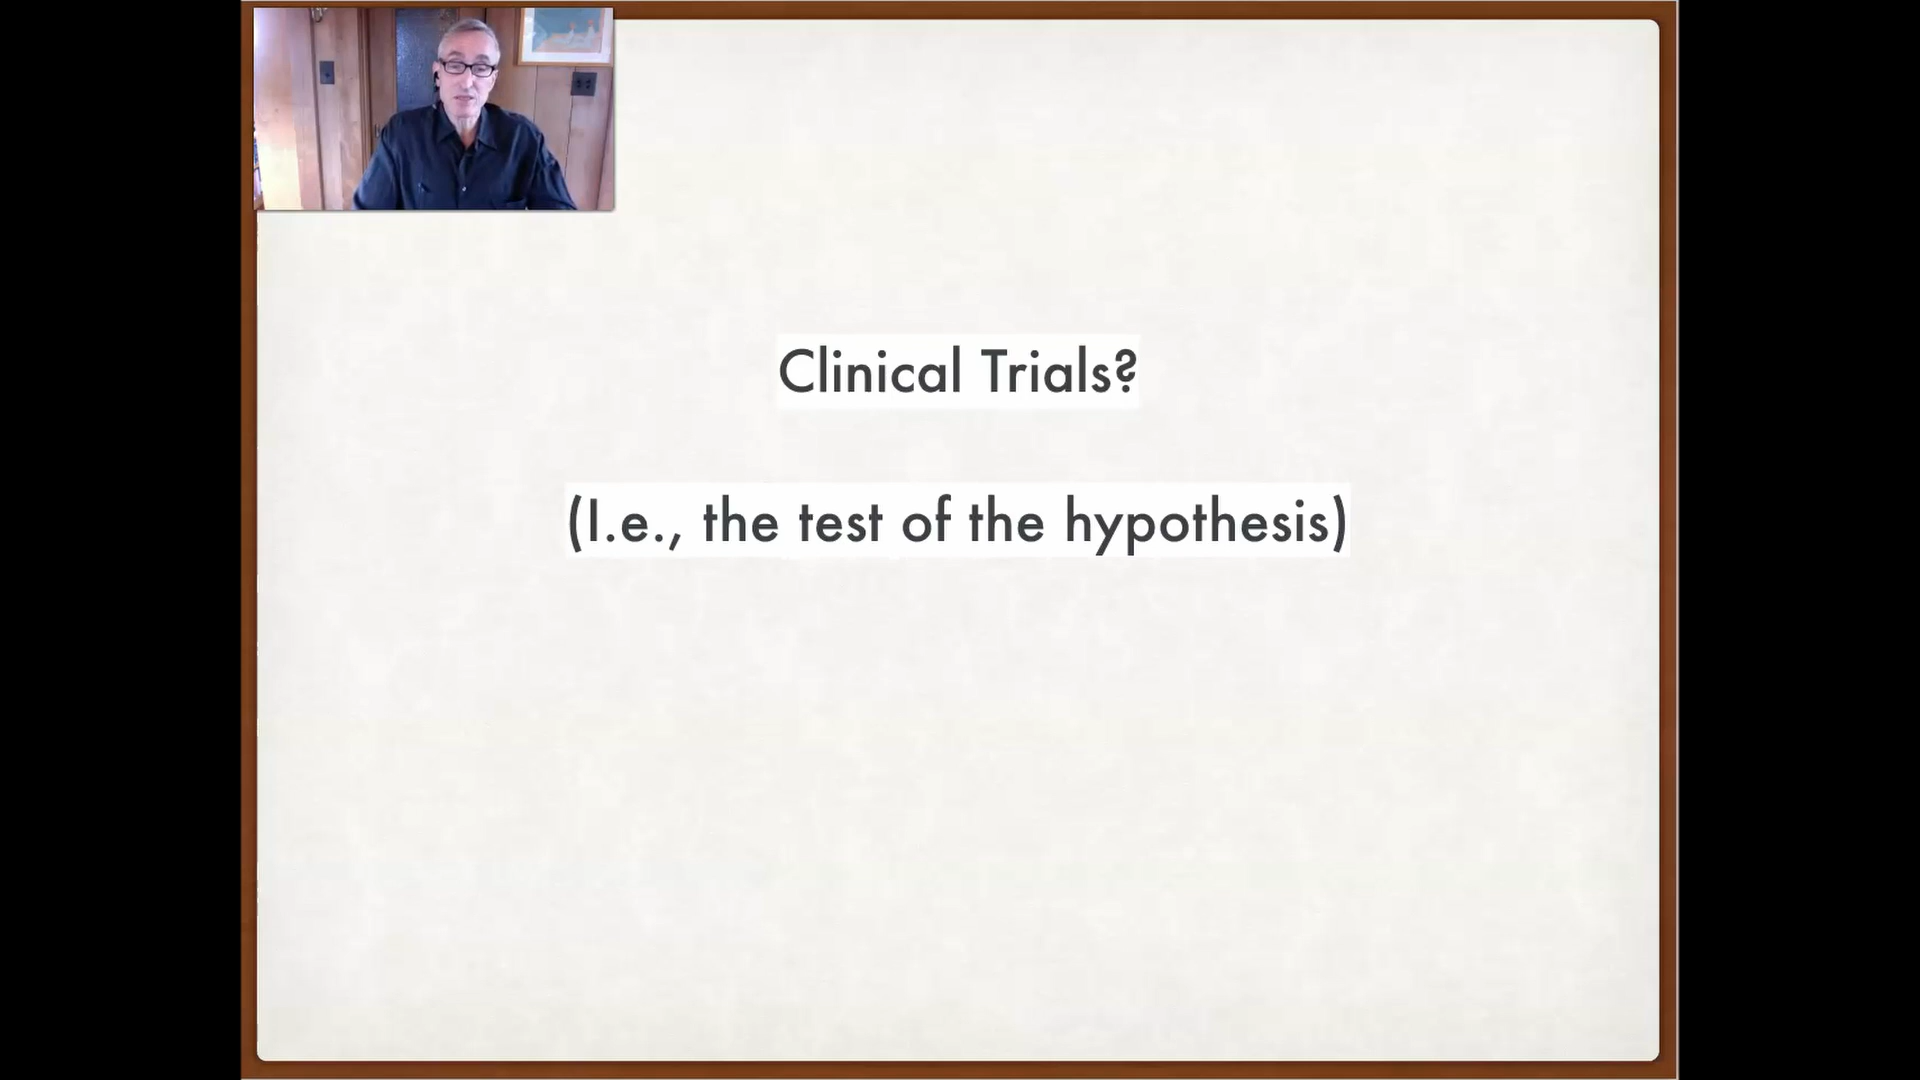 Clinical Trials?
(I.e., the test of the hypothesis)